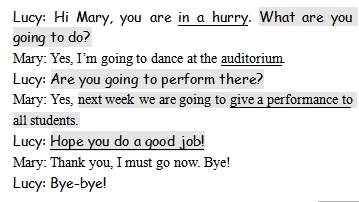 Lucy: Hi Mary, you are in a hurry. What are you
going to do?
Mary: Yes, I'm going to dance at the auditorium.
Lucy: Are you going to perform there?
Mary: Yes, next week we are going to give a performance to
all students.
Lucy: Hope you do a good job!
Mary: Thank you, I must go now. Bye!
Lucy: Bye-bye!